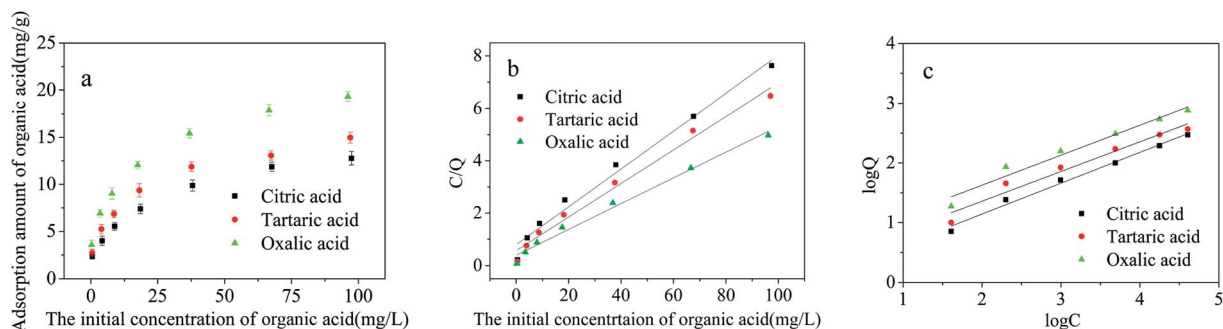 a
Adsorption amount of organic acid(mg/g)
25
20
15
10
5
0
Citric acid
Tartaric acid
Oxalic acid
0 25 50 75 100
The initial concentration of organic acid(mg/L)
b
C/Q
8
6
4
2
0
Citric acid
Tartaric acid
Oxalic acid
0 20 40 60 80 100
The initial concentrtaion of organic acid(mg/L)
c
logQ
4
3
2
1
0
Citric acid
Tartaric acid
Oxalic acid
1 2 3 4 5
logC